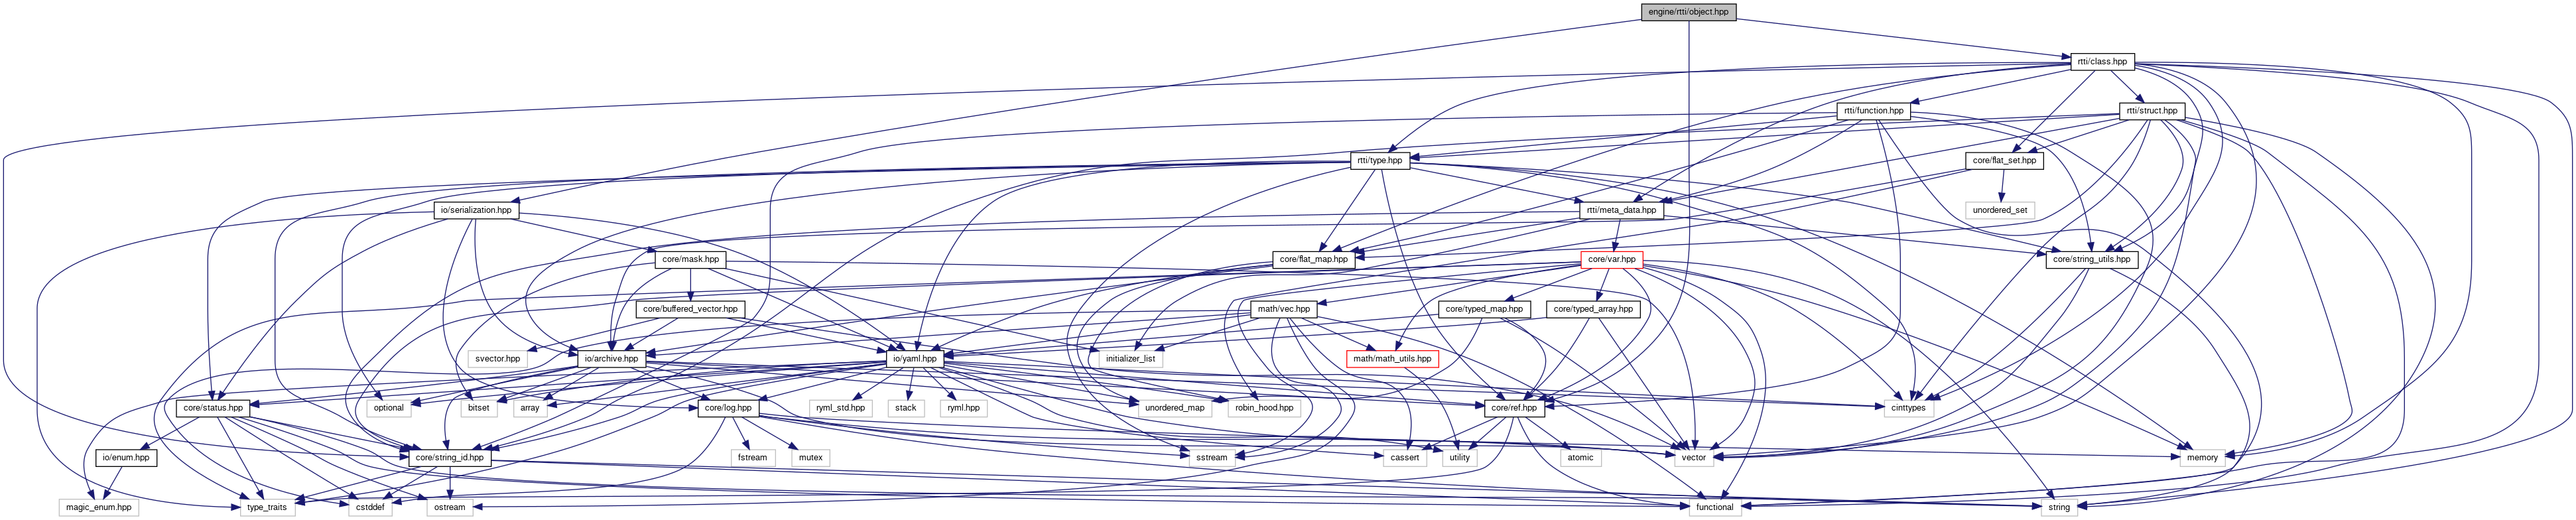 engine/rtti/object.hpp
rtti/class.hpp
rtti/function.hpp
rtti/struct.hpp
rtti/type.hpp
core/flat_set.hpp
io/serialization.hpp
rtti/meta_data.hpp
unordered_set
core/mask.hpp
core/flat_map.hpp
core/var.hpp
core/string_utils.hpp
core/buffered_vector.hpp
math/vec.hpp
core/typed_map.hpp
core/typed_array.hpp
svector.hpp
io/archive.hpp
io/yaml.hpp
initializer_list
math/math_utils.hpp
core/status.hpp
optional
bitset
array
core/log.hpp
ryml_std.hpp
stack
ryml.hpp
unordered_map
robin_hood.hpp
core/ref.hpp
cinttypes
io/enum.hpp
core/string_id.hpp
fstream
mutex
sstream
cassert
utility
atomic
vector
memory
magic_enum.hpp
type_traits
cstddef
ostream
functional
string